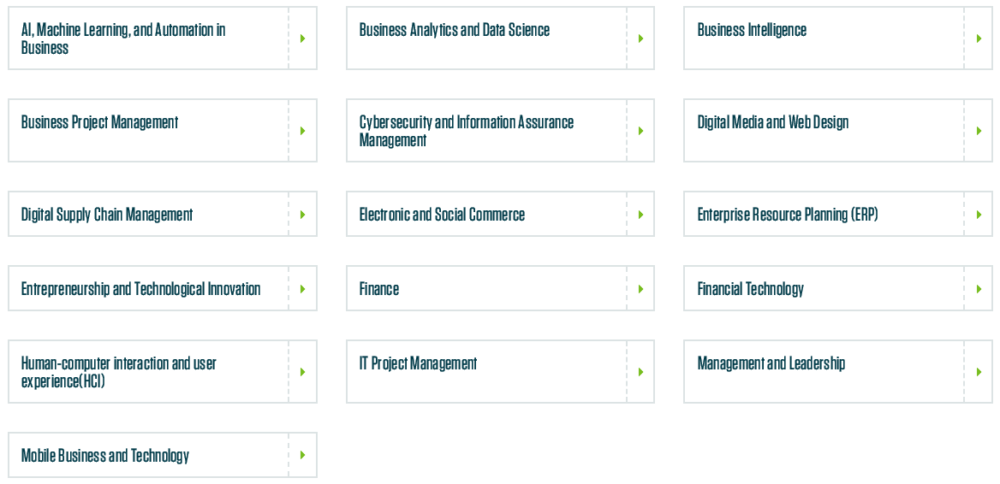 AI, Machine Learning, and Automation in
Business
Business Analytics and Data Science
Business Intelligence
Business Project Management
Cybersecurity and Information Assurance
Management
Digital Media and Web Design
Digital Supply Chain Management
Electronic and Social Commerce
Enterprise Resource Planning (ERP)
Entrepreneurship and Technological Innovation
Finance
Financial Technology
Human-computer interaction and user
experience(HCI)
IT Project Management
Management and Leadership
Mobile Business and Technology